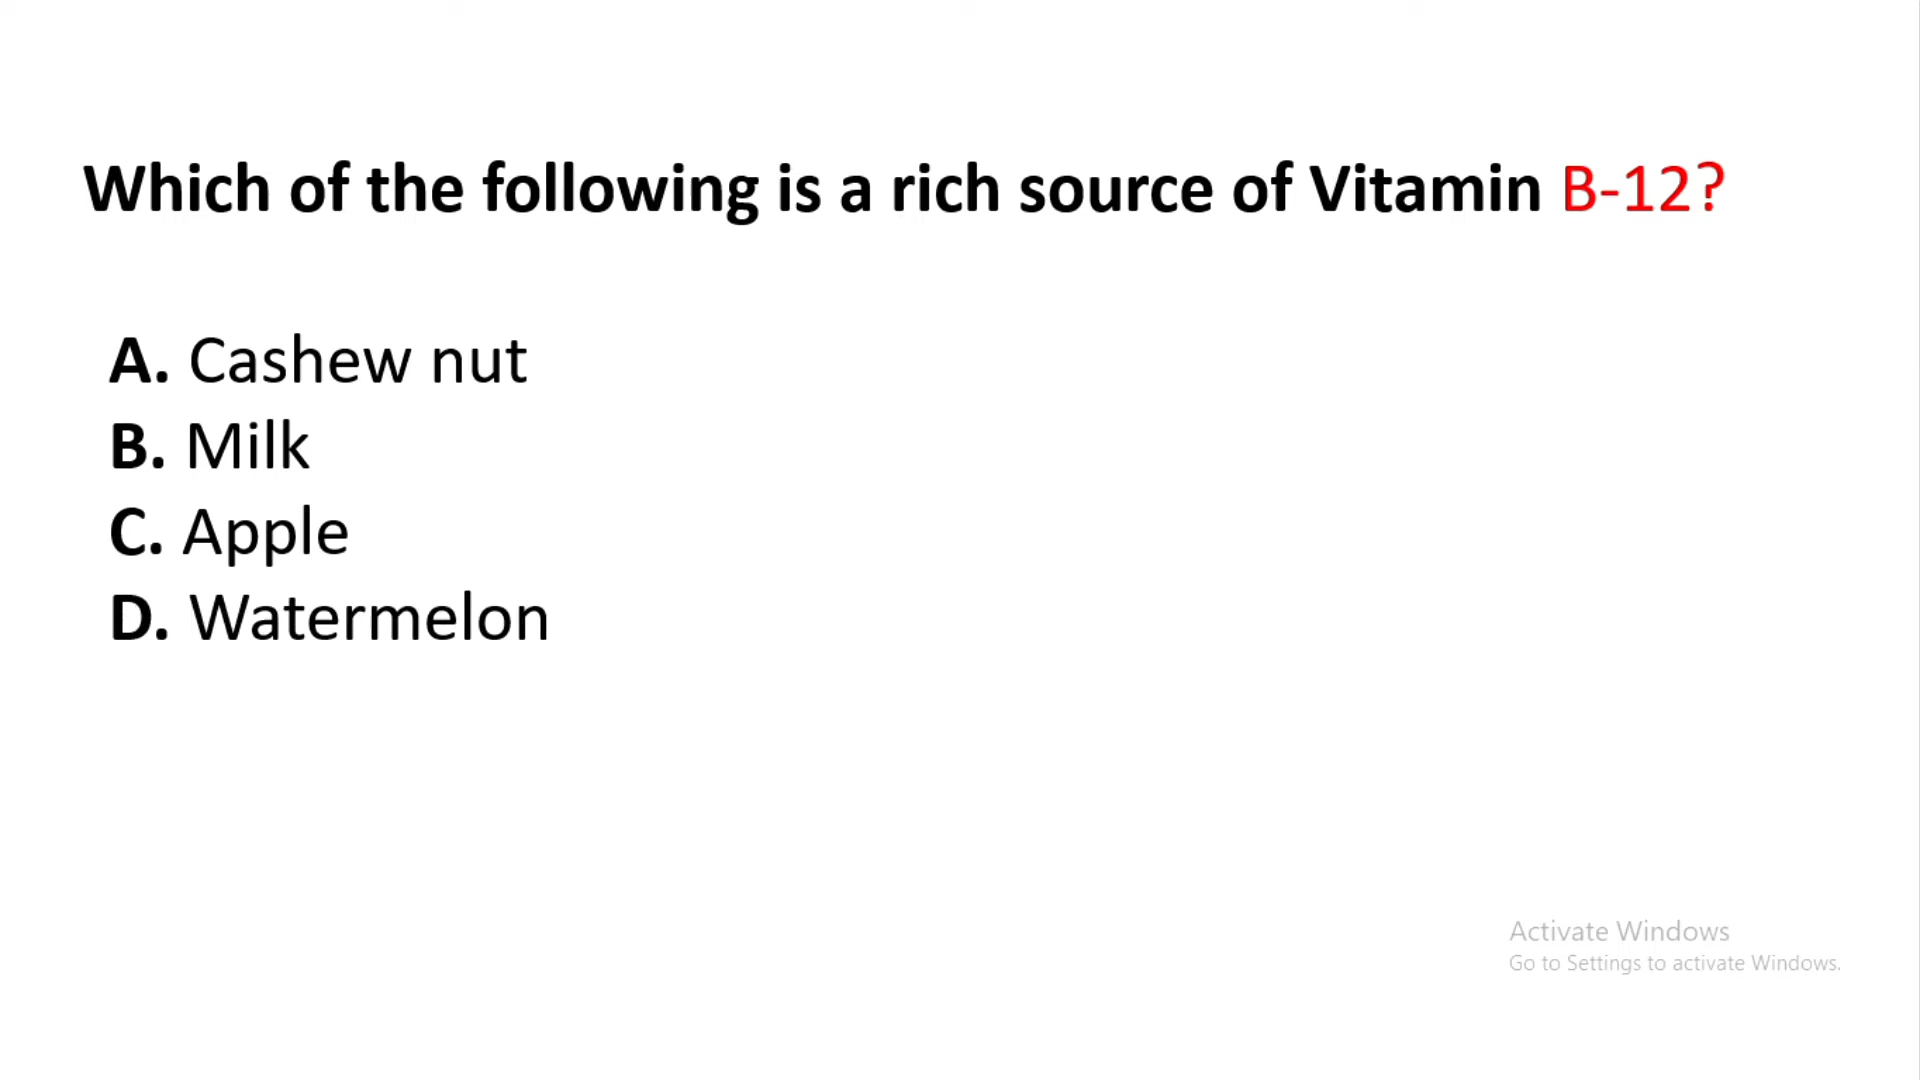 Which of the following is a rich source of Vitamin B-12?
A. Cashew nut
B. Milk
C. Apple
D. Watermelon
Activate Windows
Go to Settings to activate Windows.